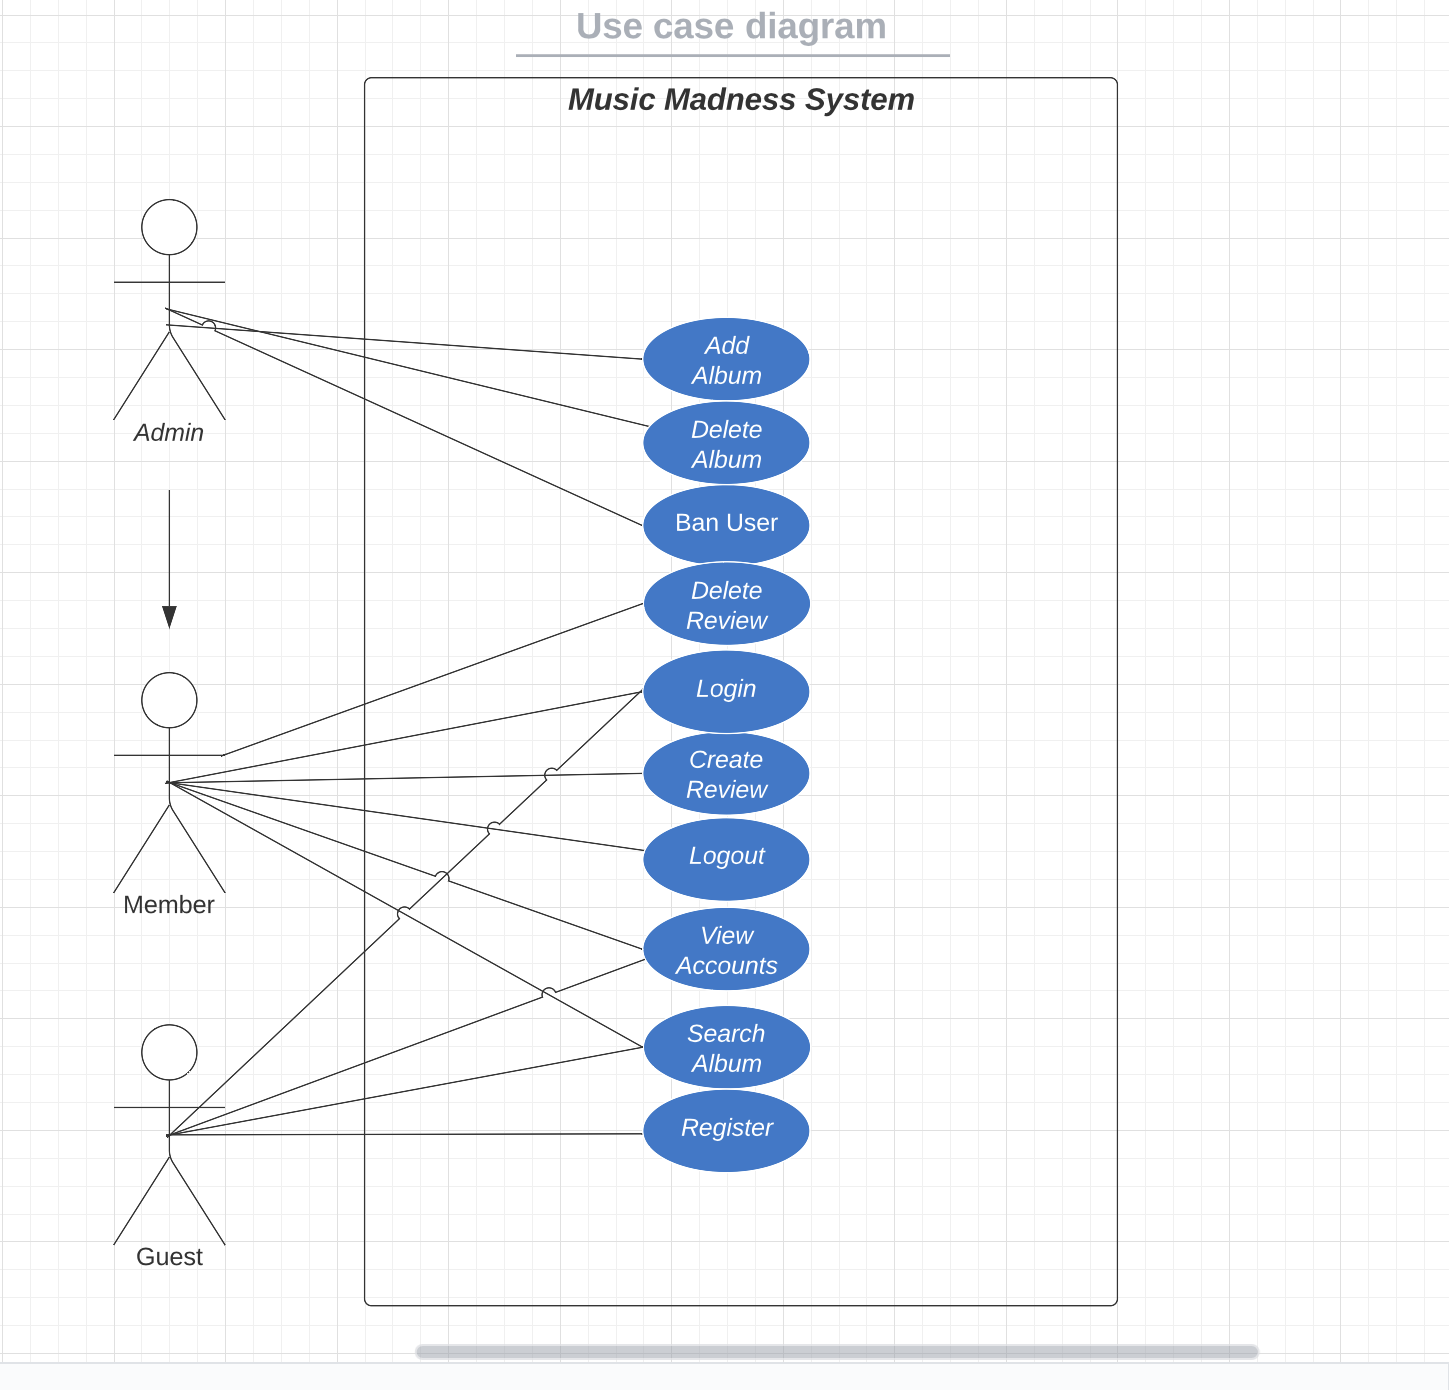 Use case diagram
Music Madness System
Add
Album
Admin
Delete
Album
Ban User
Delete
Review
Login
Create
Review
Logout
Member
View
Accounts
Search
Album
Register
Guest